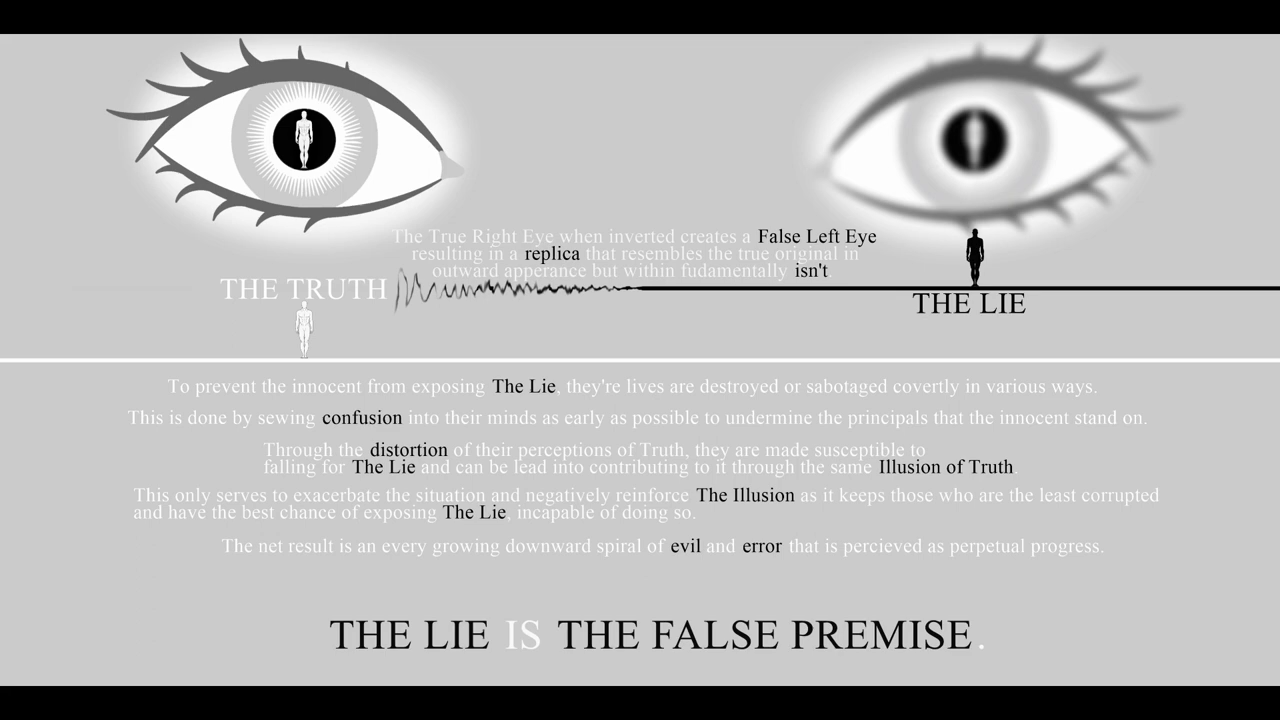 The True Right Eye when inverted creates a False Left Eye
resulting in a replica that resembles the true original in
outward apperance but within fudamentally isn't
THE TRUTH
THE LIE
To prevent the innocent from exposing The Lie, they're lives are destroyed or sabotaged covertly in various ways.
This is done by sewing confusion into their minds as early as possible to undermine the principals that the innocent stand on.
Through the distortion of their perceptions of Truth, they are made susceptible to
falling for The Lie and can be lead into contributing to it through the same Illusion of Truth.
This only serves to exacerbate the situation and negatively reinforce The Illusion as it keeps those who are the least corrupted
and have the best chance of exposing The Lie, incapable of doing so.
The net result is an every growing downward spiral of evil and error that is percieved as perpetual progress.
THE LIE IS THE FALSE PREMISE.